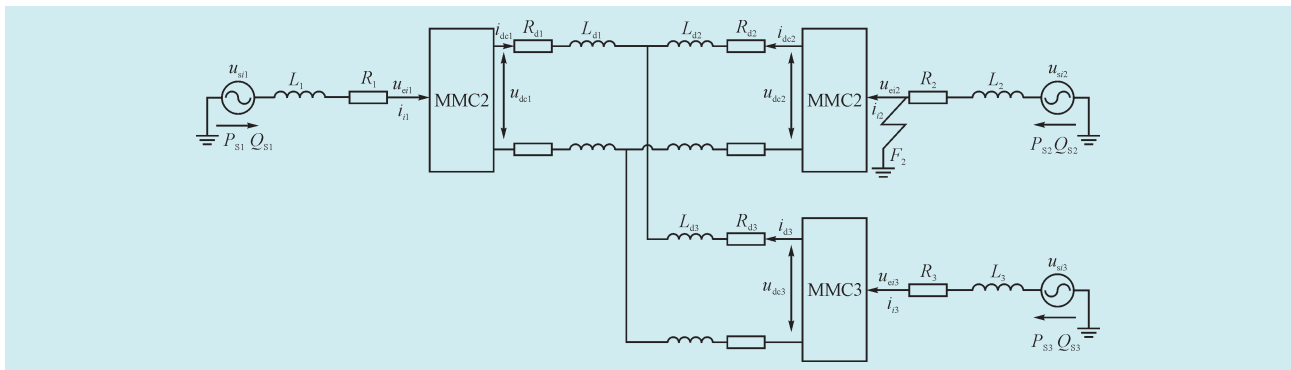 i_dc1 R_d1 L_d1 L_d2 R_d2 i_dc2
u_si1 L_1 R_1 u_ei1 MMC2 u_dc1 u_dc2 MMC2 u_ei2 R_2 L_2 u_si2
i_i1 i_i2
P_S1 Q_S1 F_2 P_S2 Q_S2
L_d3 R_d3 i_d3
u_dc3 MMC3 u_ei3 R_3 L_3 u_si3
i_i3
P_S3 Q_S3